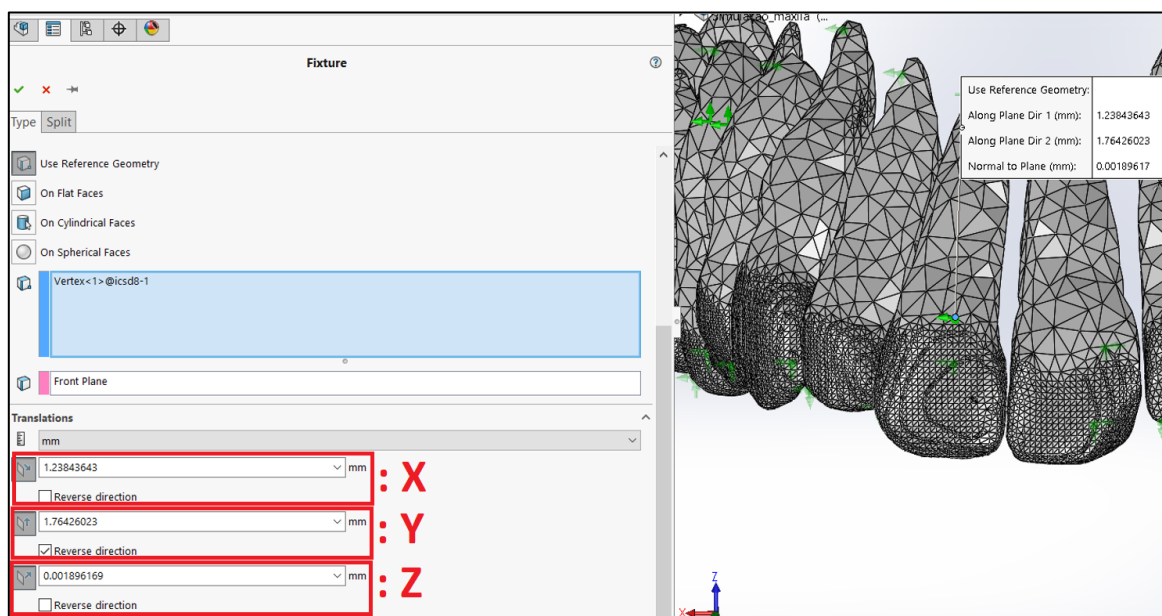 Simulacao_maxila (...
Fixture
Type Split
Use Reference Geometry
On Flat Faces
On Cylindrical Faces
On Spherical Faces
Vertex<1>@icsd8-1
Front Plane
Translations
mm
1.23843643 mm : X
Reverse direction
1.76426023 mm : Y
Reverse direction
0.001896169 mm : Z
Reverse direction
Use Reference Geometry:
Along Plane Dir 1 (mm): 1.23843643
Along Plane Dir 2 (mm): 1.76426023
Normal to Plane (mm): 0.00189617
Z
X